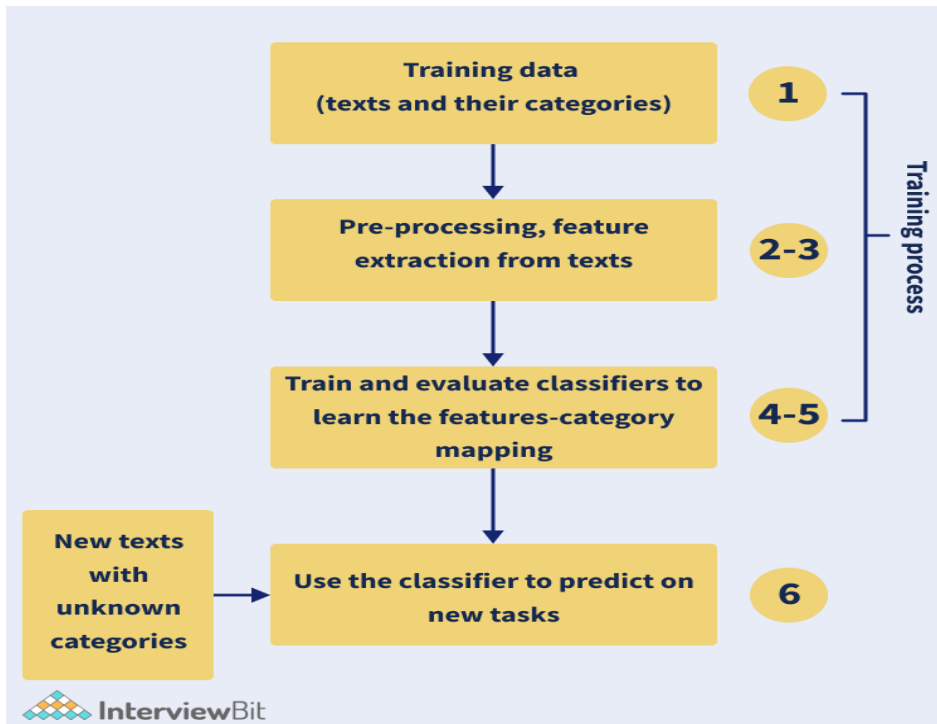 Training data
(texts and their categories)
1
Pre-processing, feature
extraction from texts
2-3
Train and evaluate classifiers to
learn the features-category
mapping
4-5
Training process
New texts
with
unknown
categories
Use the classifier to predict on
new tasks
6
InterviewBit